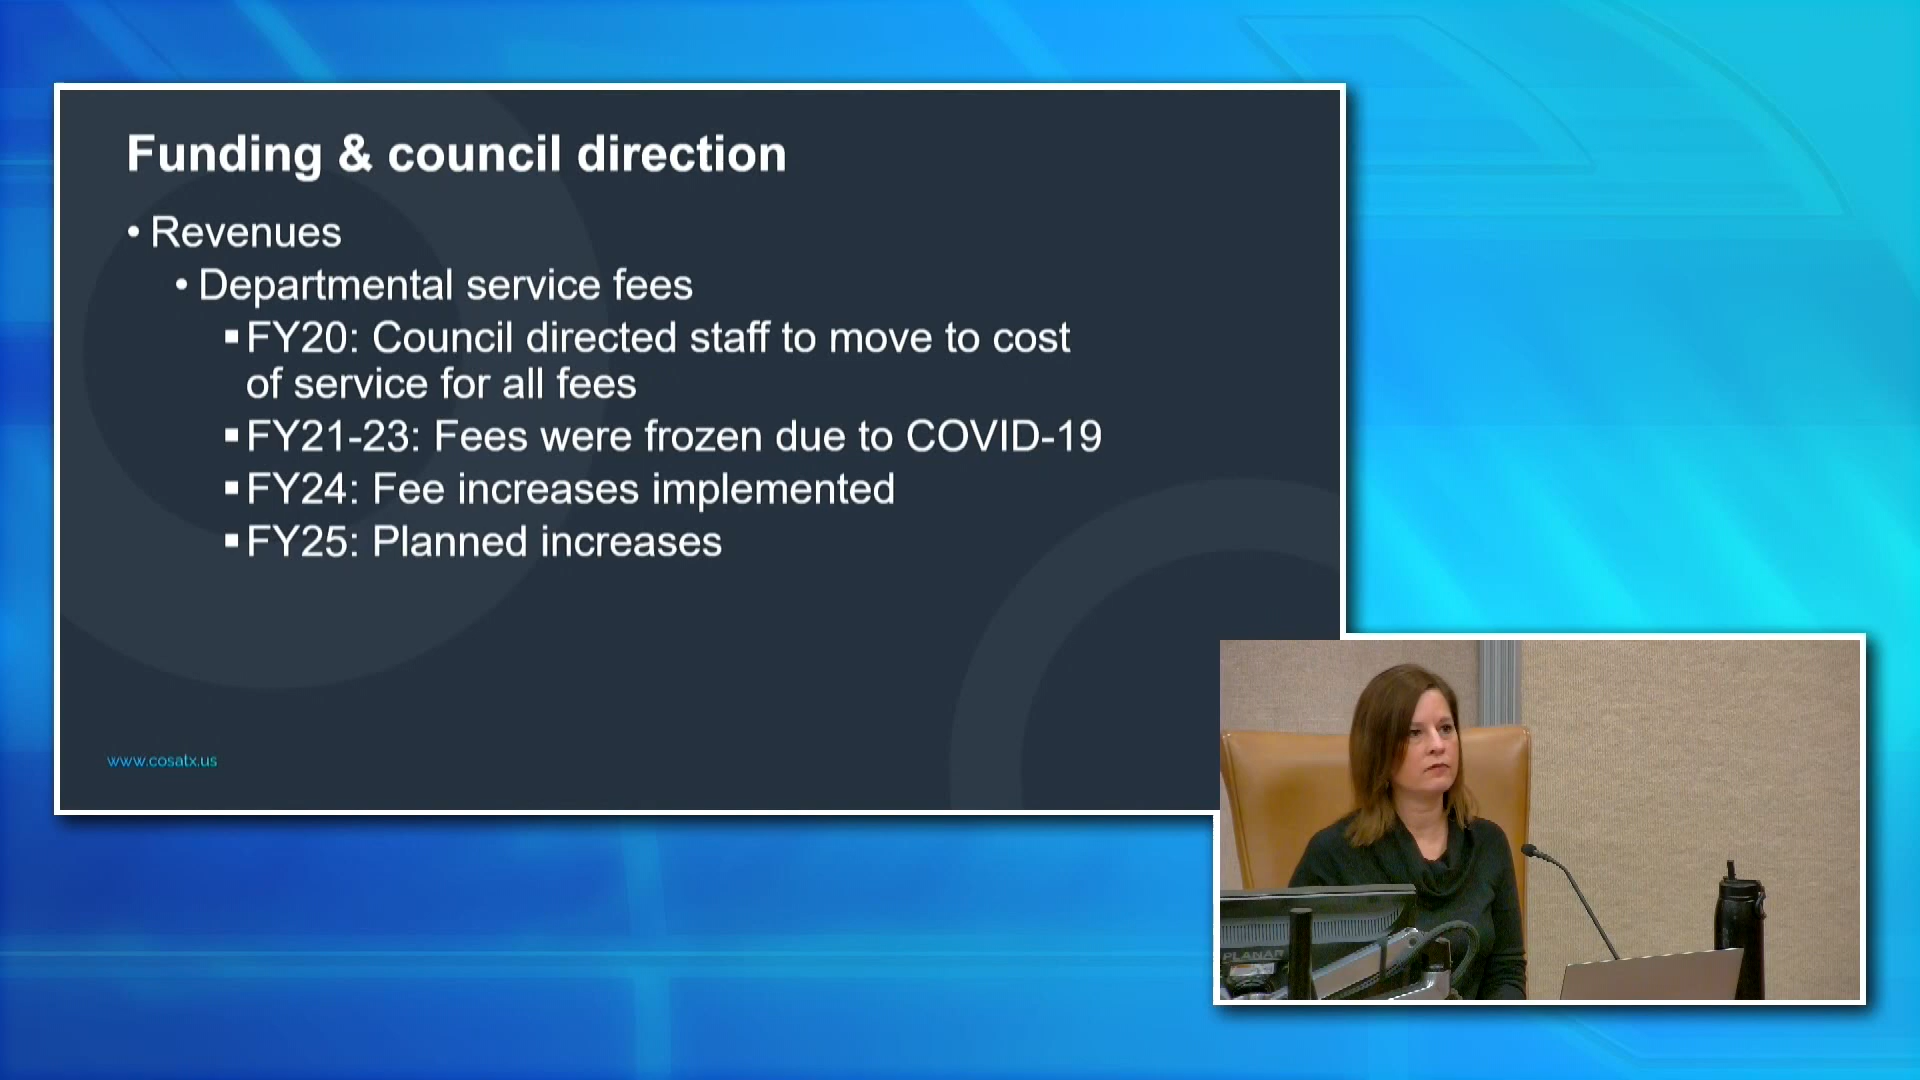 Funding & council direction
• Revenues
• Departmental service fees
▪ FY20: Council directed staff to move to cost
of service for all fees
▪ FY21-23: Fees were frozen due to COVID-19
▪ FY24: Fee increases implemented
▪ FY25: Planned increases
www.cosatx.us
PLANAR